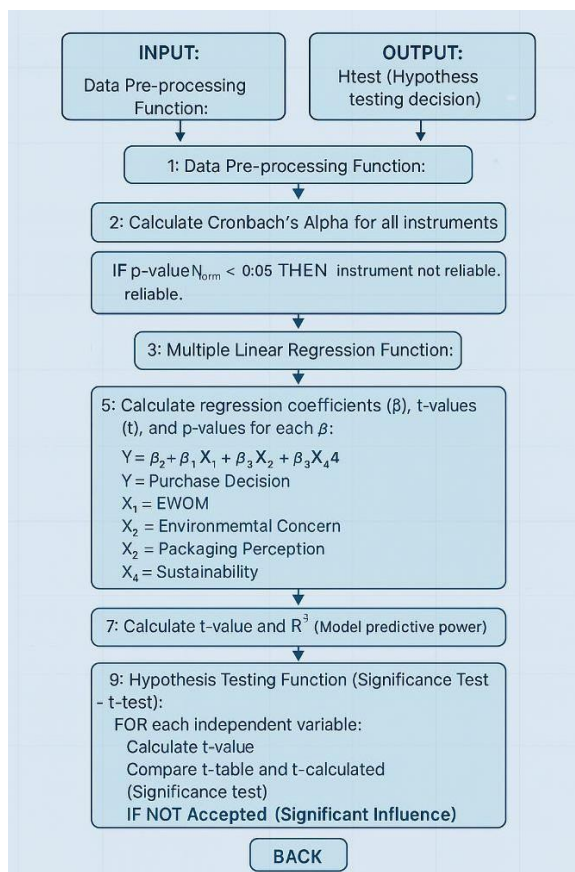 INPUT:
Data Pre-processing
Function:
OUTPUT:
Htest (Hypothess
testing decision)
1: Data Pre-processing Function:
2: Calculate Cronbach's Alpha for all instruments
IF p-value Nₒᵣₘ < 0:05 THEN instrument not reliable.
reliable.
3: Multiple Linear Regression Function:
5: Calculate regression coefficients (β), t-values
(t), and p-values for each β:
Y = β₂+ β₁ X₁ + β₃ X₂ + β₃X₄4
Y = Purchase Decision
X₁ = EWOM
X₂ = Environmemtal Concern
X₂ = Packaging Perception
X₄ = Sustainability
7: Calculate t-value and R³ (Model predictive power)
9: Hypothesis Testing Function (Significance Test
- t-test):
FOR each independent variable:
Calculate t-value
Compare t-table and t-calculated
(Significance test)
IF NOT Accepted (Significant Influence)
BACK